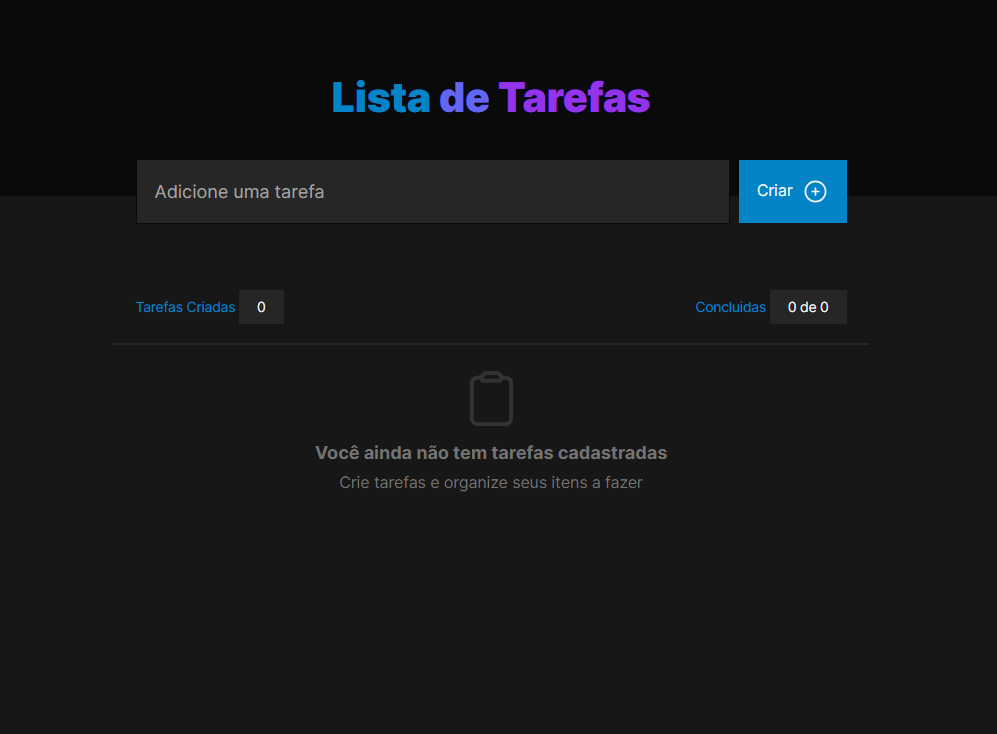 Lista de Tarefas
Adicione uma tarefa
Criar
Tarefas Criadas 0
Concluidas 0 de 0
Você ainda não tem tarefas cadastradas
Crie tarefas e organize seus itens a fazer